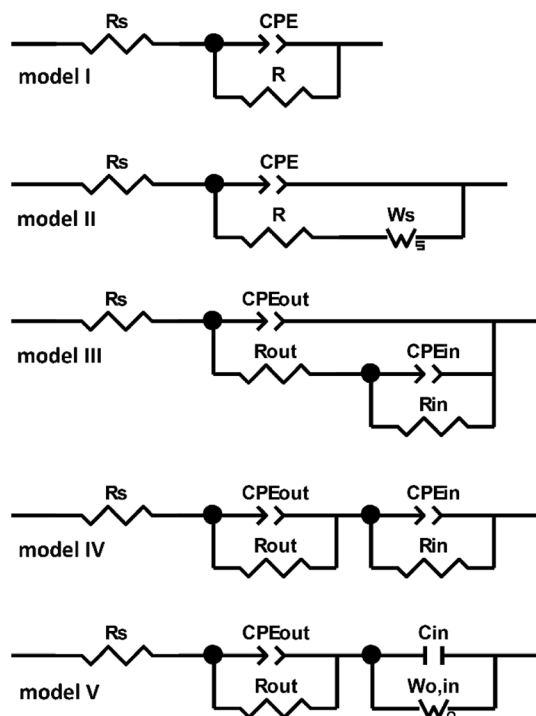 Rs CPE
R
model I
Rs CPE
R Ws
model II
Rs CPEout
Rout CPEin
model III
Rin
Rs CPEout CPEin
Rout Rin
model IV
Rs CPEout Cin
Rout Wo,in
model V